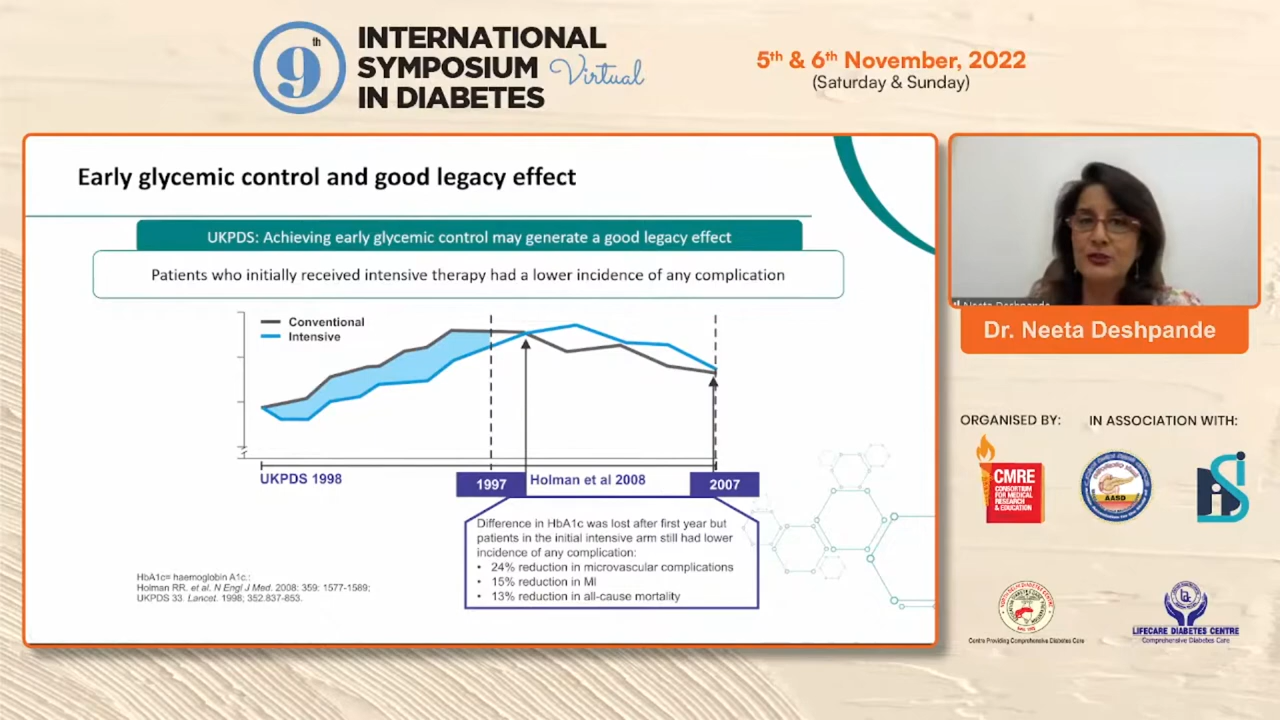 9th
INTERNATIONAL
SYMPOSIUM Virtual
IN DIABETES
5th & 6th November, 2022
(Saturday & Sunday)
Early glycemic control and good legacy effect
UKPDS: Achieving early glycemic control may generate a good legacy effect
Patients who initially received intensive therapy had a lower incidence of any complication
Conventional
Intensive
UKPDS 1998
1997
Holman et al 2008
2007
Difference in HbA1c was lost after first year but
patients in the initial intensive arm still had lower
incidence of any complication:
• 24% reduction in microvascular complications
• 15% reduction in MI
• 13% reduction in all-cause mortality
HbA1c= haemoglobin A1c.:
Holman RR. et al. N Engl J Med. 2008: 359: 1577-1589;
UKPDS 33. Lancet. 1998; 352:837-853.
Neeta Deshpande
Dr. Neeta Deshpande
ORGANISED BY:
IN ASSOCIATION WITH:
CMRE
CONSORTIUM
FOR MEDICAL
RESEARCH
& EDUCATION
AASD
Centre Providing Comprehensive Diabetes Care
LIFECARE DIABETES CENTRE
Comprehensive Diabetes Care